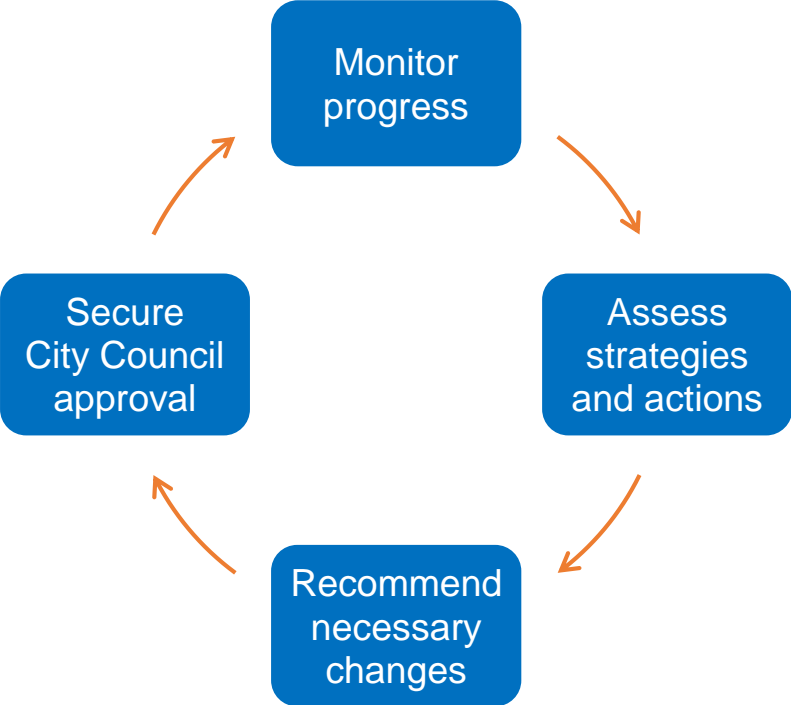 Monitor
progress
Assess
strategies
and actions
Recommend
necessary
changes
Secure
City Council
approval